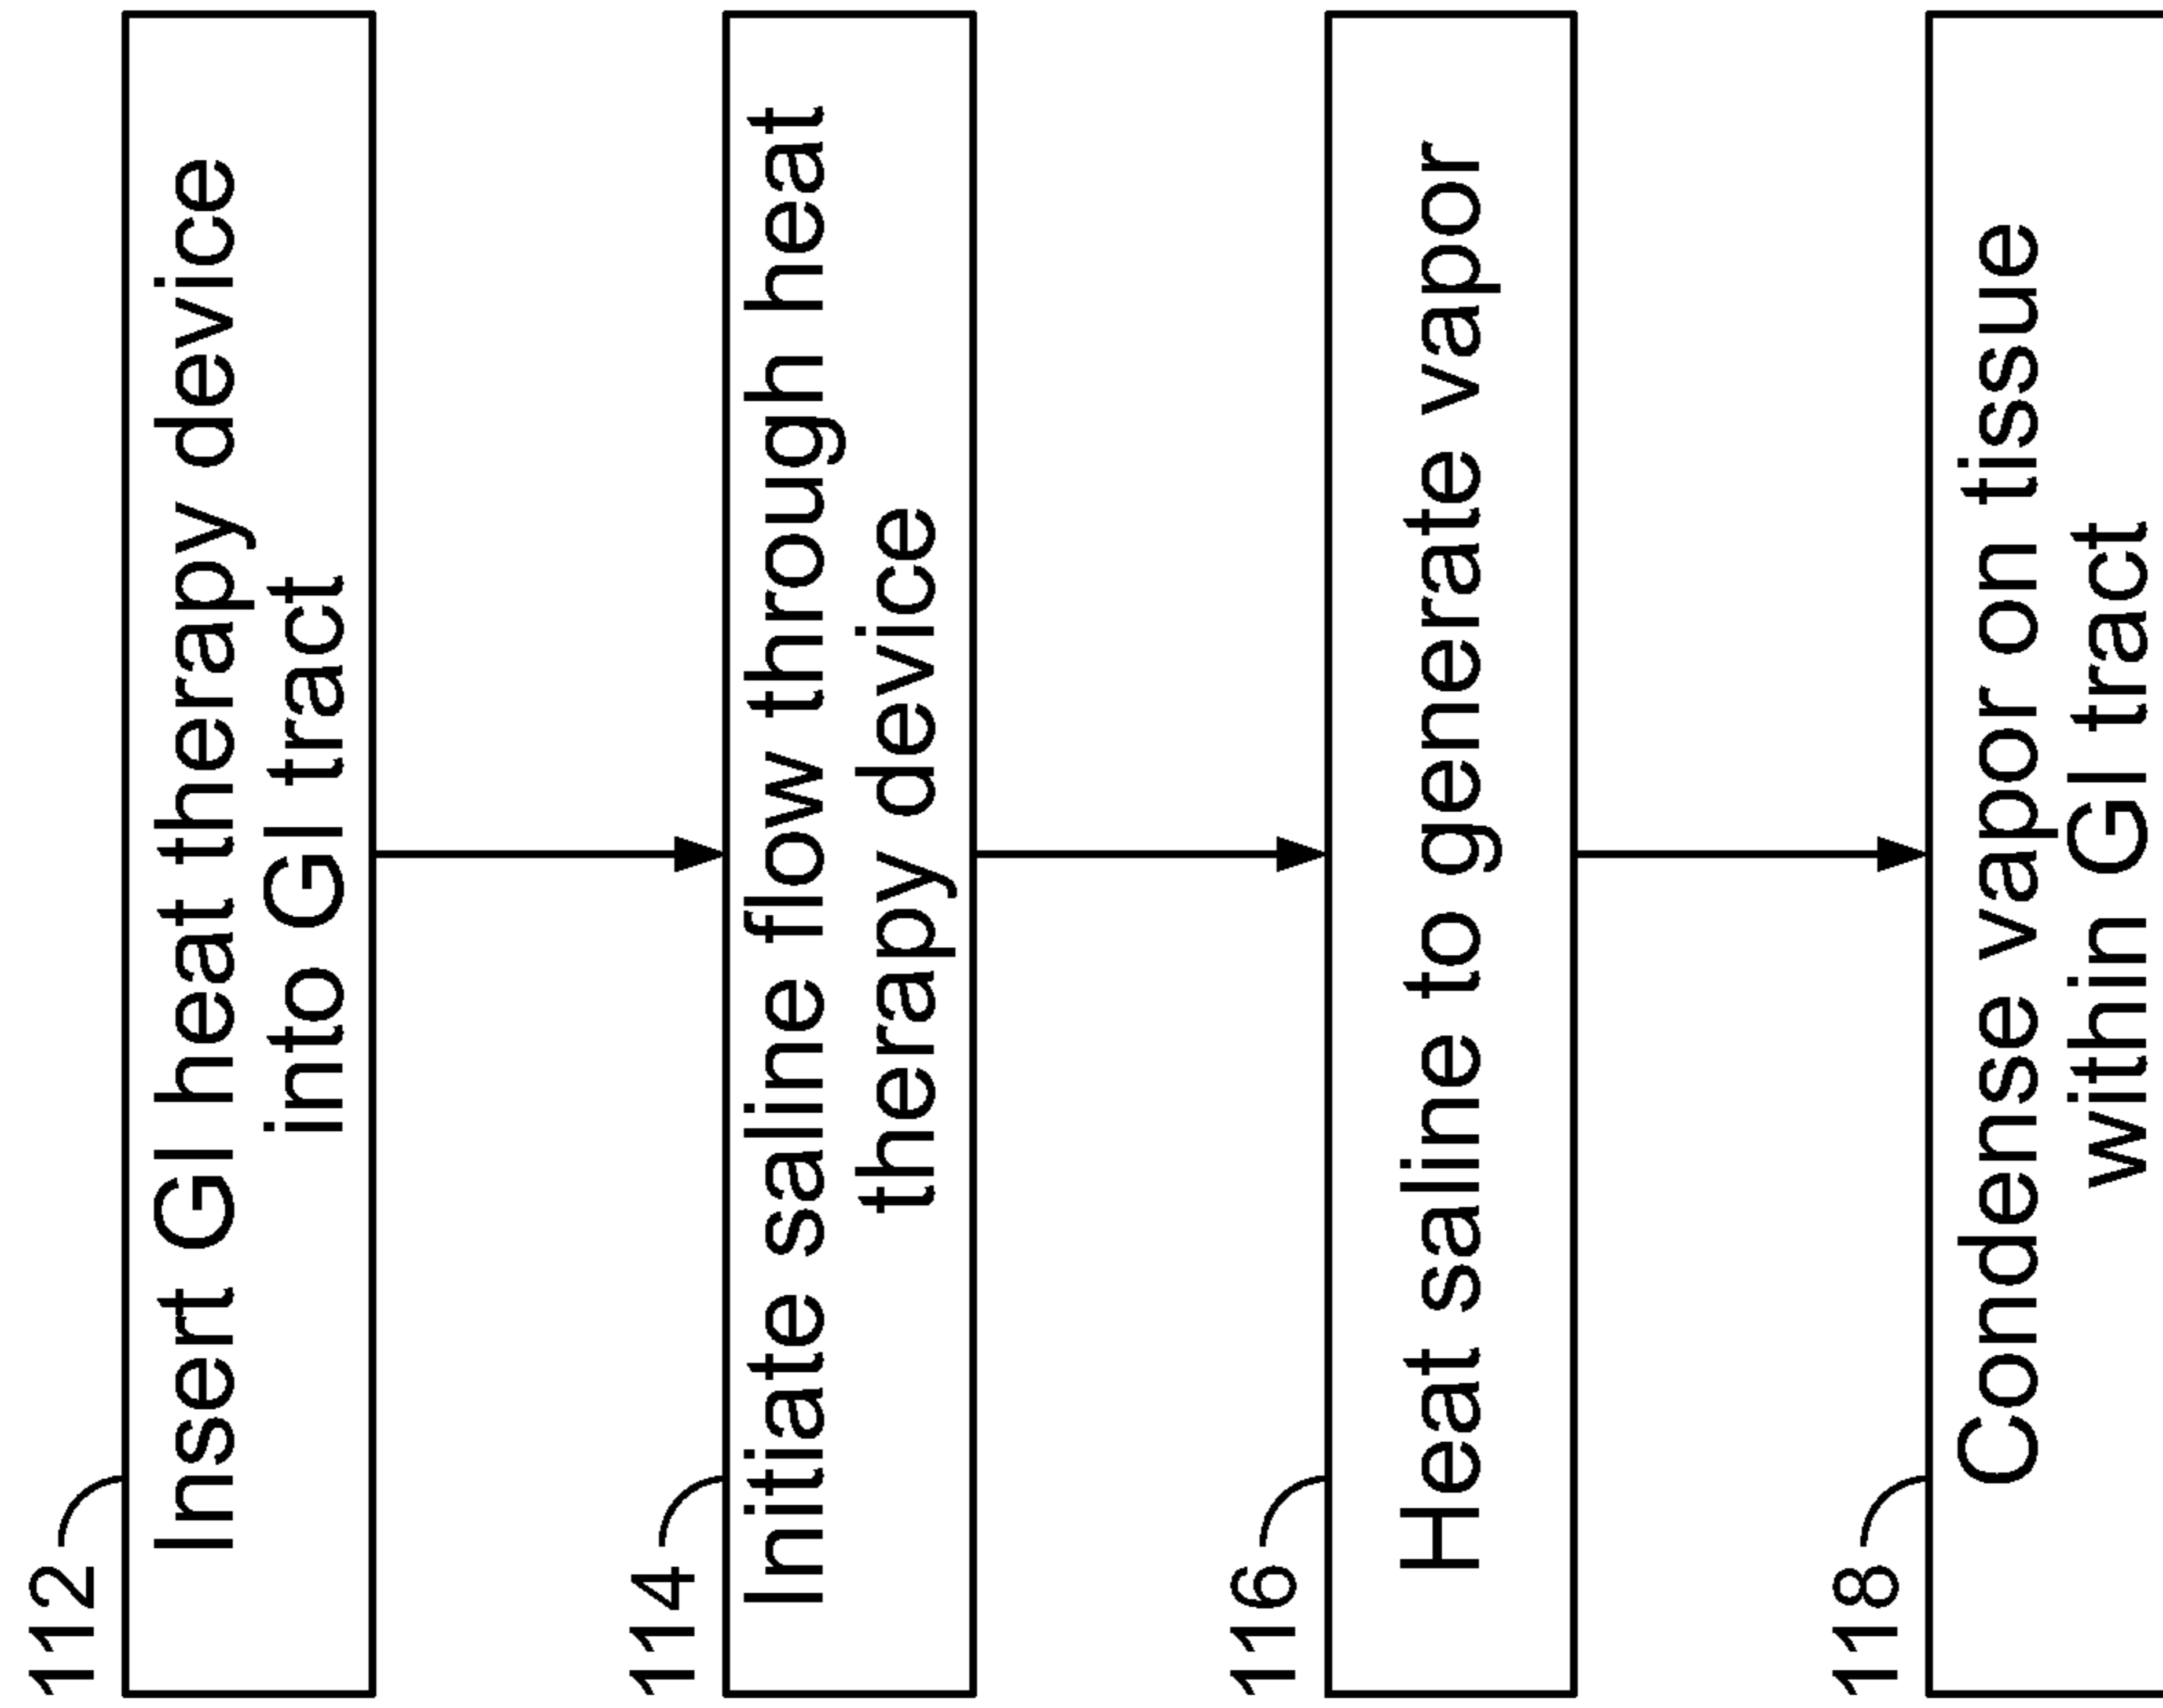 112
Insert GI heat therapy device
into GI tract
114
Initiate saline flow through heat
therapy device
116
Heat saline to generate vapor
118
Condense vapor on tissue
within GI tract